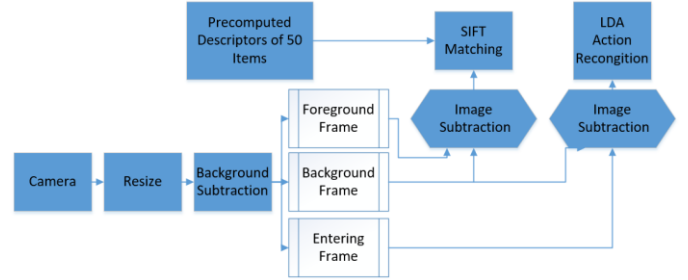 Precomputed
Descriptors of 50
Items
SIFT
Matching
LDA
Action
Recongition
Foreground
Frame
Image
Subtraction
Image
Subtraction
Camera
Resize
Background
Subtraction
Background
Frame
Entering
Frame